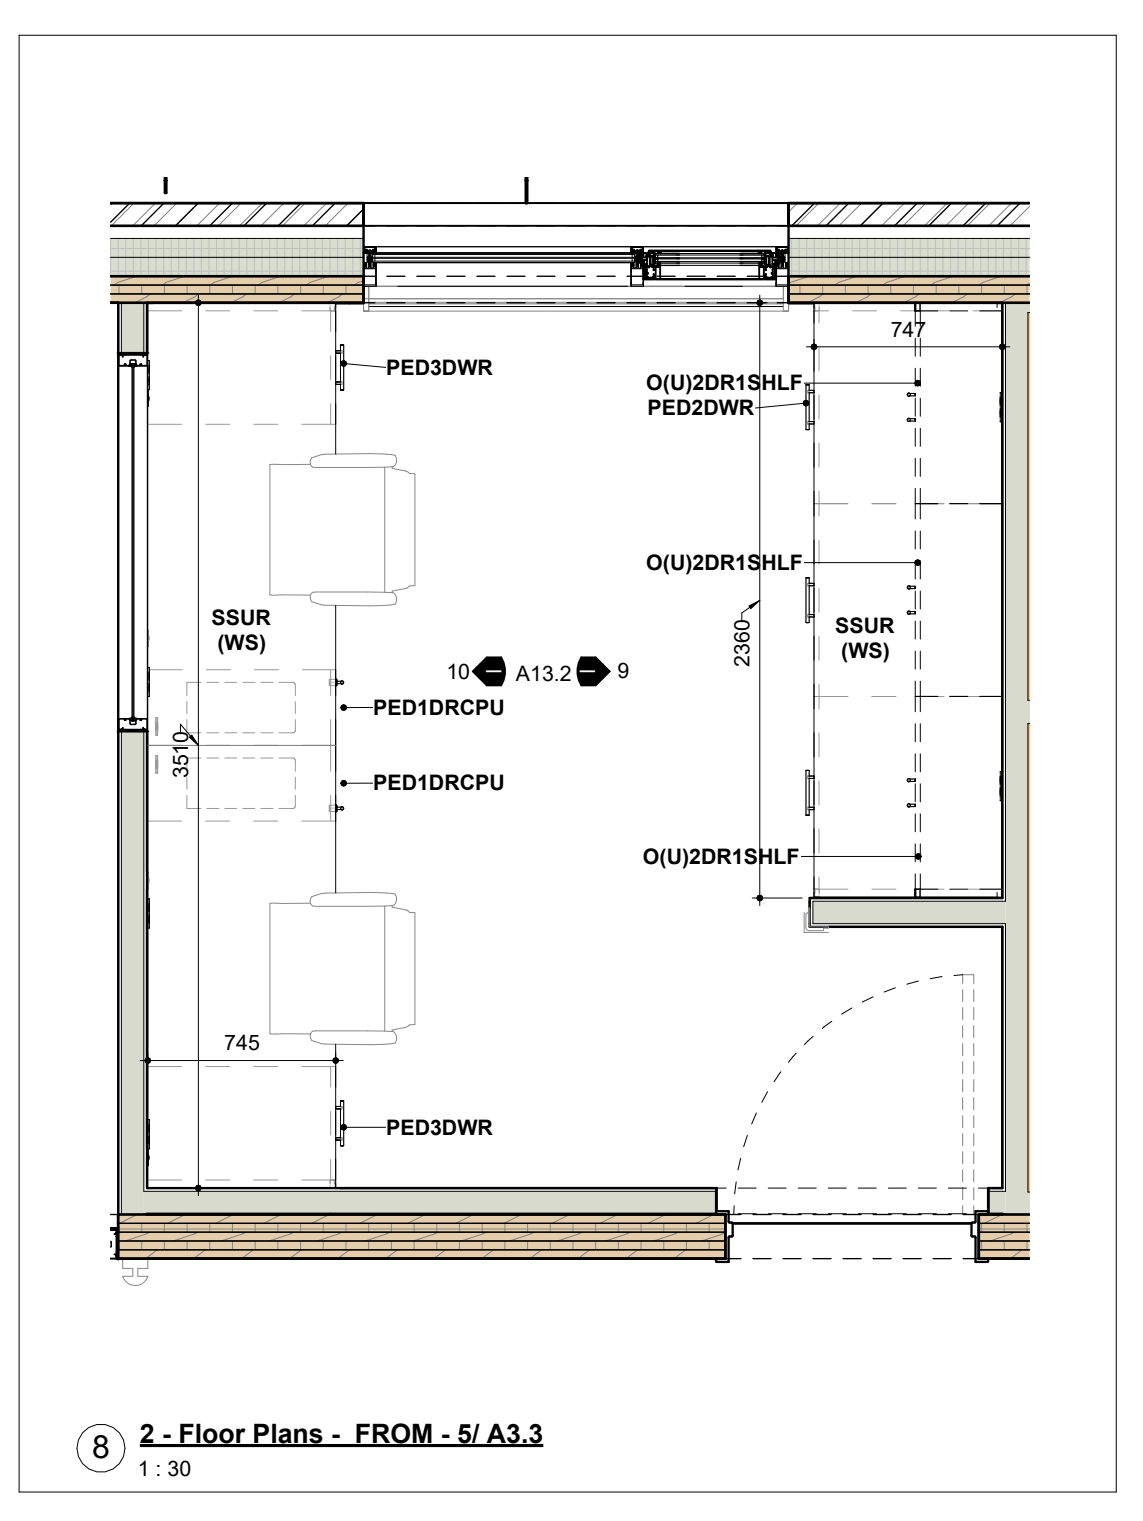 747
PED3DWR
O(U)2DR1SHLF
PED2DWR
O(U)2DR1SHLF
SSUR
(WS)
2360
SSUR
(WS)
10
A13.2
9
PED1DRCPU
3510
PED1DRCPU
O(U)2DR1SHLF
745
PED3DWR
8
2 - Floor Plans - FROM - 5/ A3.3
1 : 30